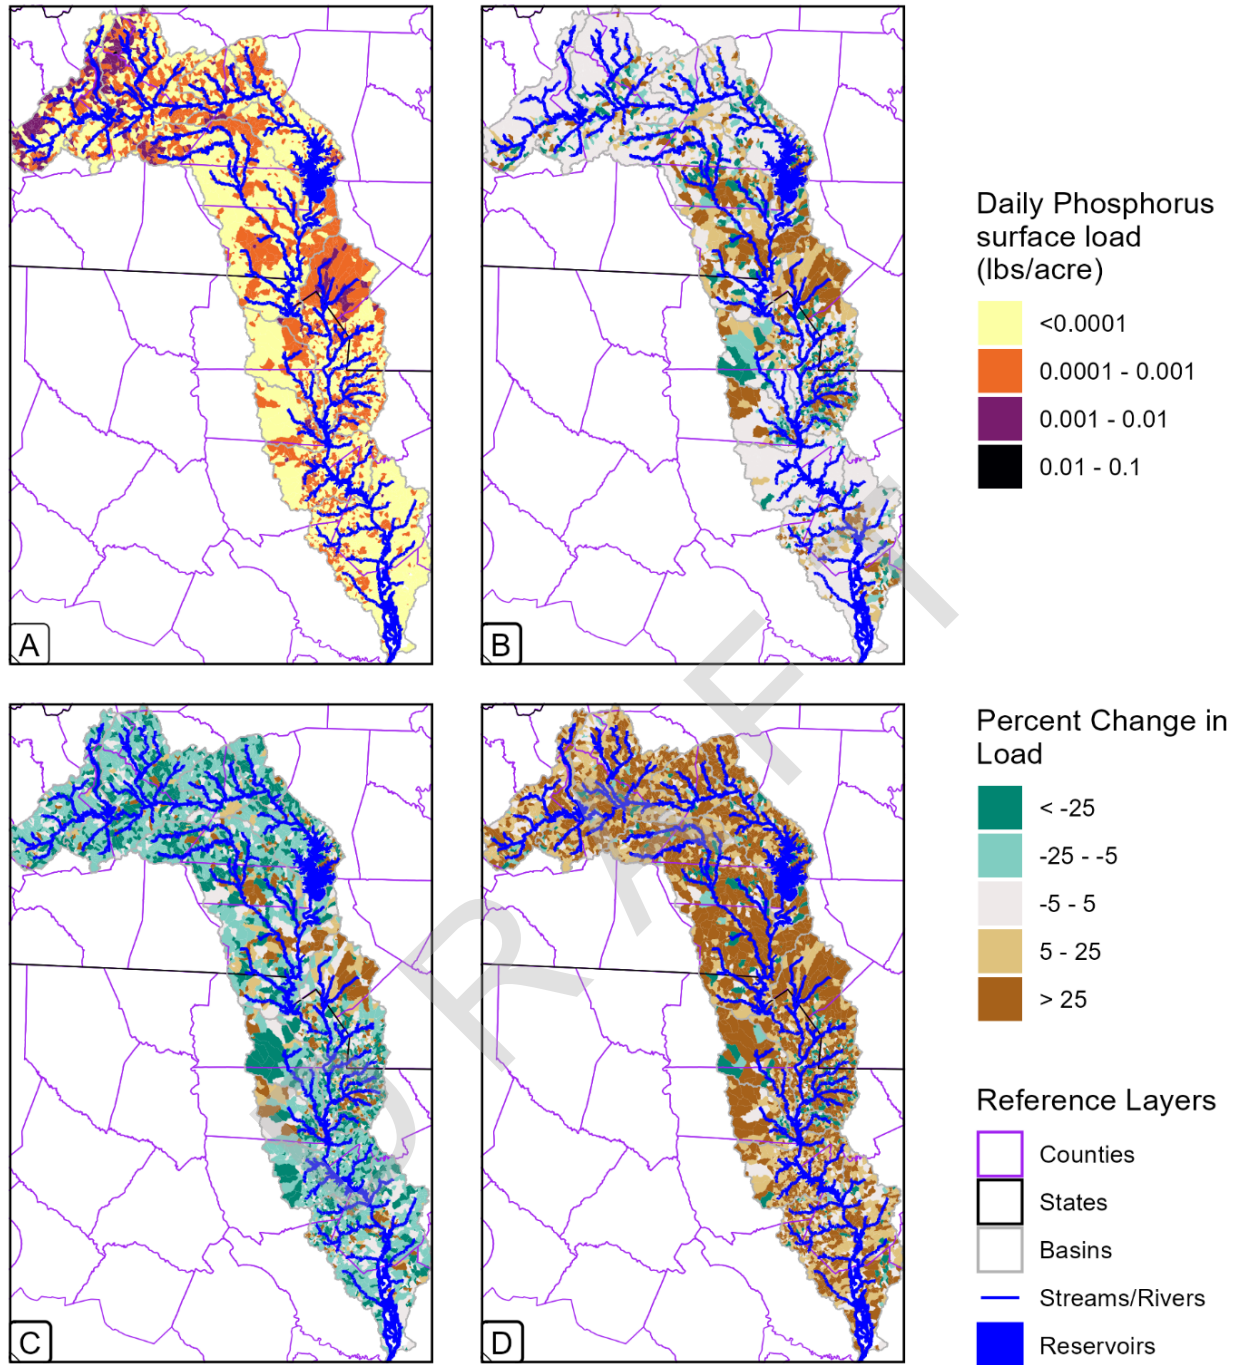 A
B
Daily Phosphorus
surface load
(lbs/acre)
<0.0001
0.0001 - 0.001
0.001 - 0.01
0.01 - 0.1
C
D
Percent Change in
Load
< -25
-25 - -5
-5 - 5
5 - 25
> 25
Reference Layers
Counties
States
Basins
Streams/Rivers
Reservoirs
DRAFT